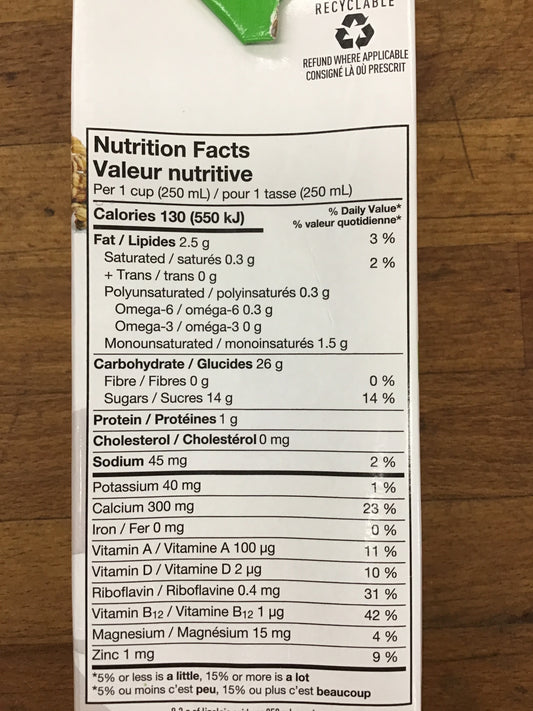 RECYCLABLE
REFUND WHERE APPLICABLE
CONSIGNÉ LÀ OÙ PRESCRIT
Nutrition Facts
Valeur nutritive
Per 1 cup (250 mL) / pour 1 tasse (250 mL)
Calories 130 (550 kJ)
% Daily Value*
% valeur quotidienne*
Fat / Lipides 2.5 g 3 %
Saturated / saturés 0.3 g 2 %
+ Trans / trans 0 g
Polyunsaturated / polyinsaturés 0.3 g
Omega-6 / oméga-6 0.3 g
Omega-3 / oméga-3 0 g
Monounsaturated / monoinsaturés 1.5 g
Carbohydrate / Glucides 26 g
Fibre / Fibres 0 g 0 %
Sugars / Sucres 14 g 14 %
Protein / Protéines 1 g
Cholesterol / Cholestérol 0 mg
Sodium 45 mg 2 %
Potassium 40 mg 1 %
Calcium 300 mg 23 %
Iron / Fer 0 mg 0 %
Vitamin A / Vitamine A 100 µg 11 %
Vitamin D / Vitamine D 2 µg 10 %
Riboflavin / Riboflavine 0.4 mg 31 %
Vitamin B12 / Vitamine B12 1 µg 42 %
Magnesium / Magnésium 15 mg 4 %
Zinc 1 mg 9 %
*5% or less is a little, 15% or more is a lot
*5% ou moins c'est peu, 15% ou plus c'est beaucoup